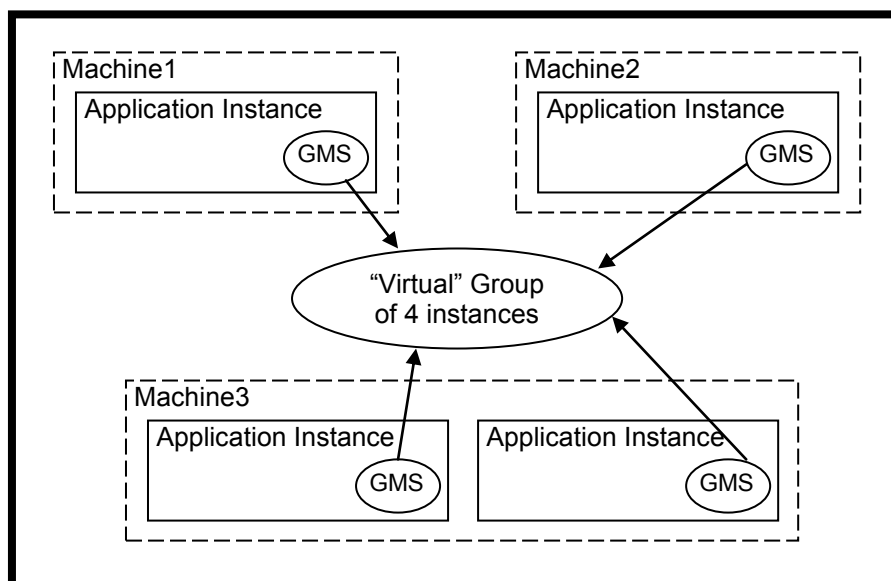 Machine1
Application Instance
GMS
Machine2
Application Instance
GMS
“Virtual” Group
of 4 instances
Machine3
Application Instance
GMS
Application Instance
GMS